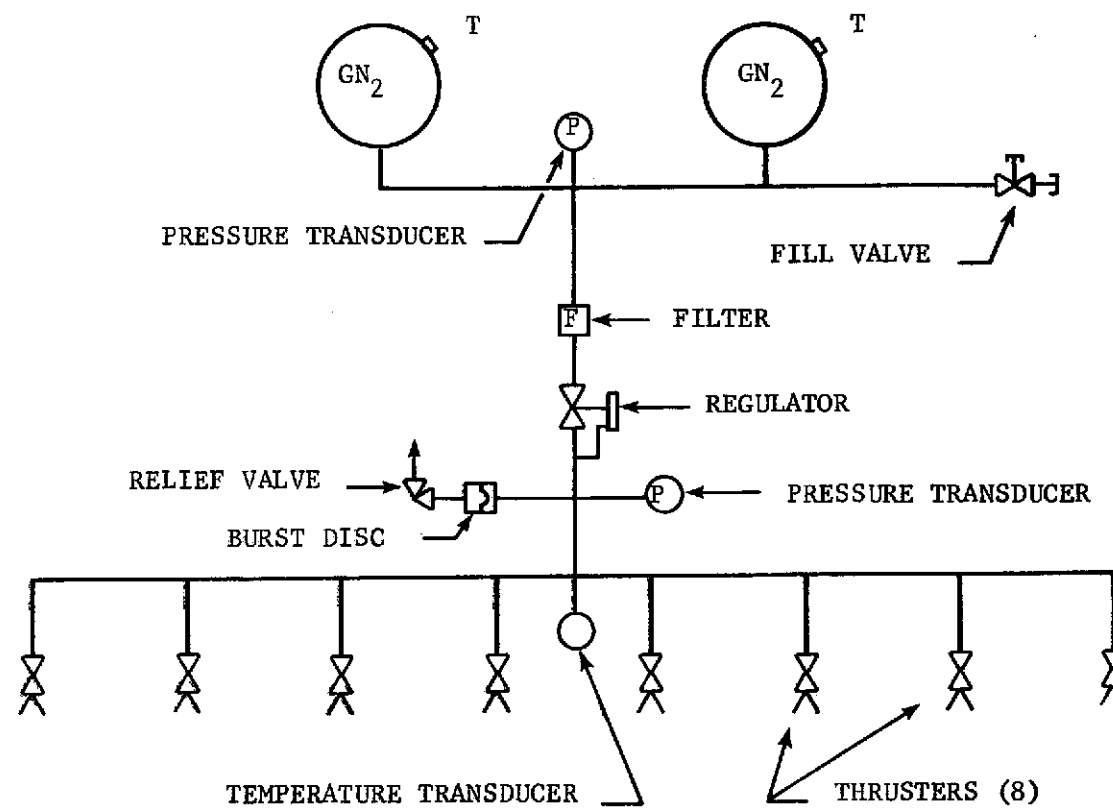 T
T
GN2
GN2
P
PRESSURE TRANSDUCER
FILL VALVE
F
FILTER
REGULATOR
RELIEF VALVE
P
PRESSURE TRANSDUCER
BURST DISC
TEMPERATURE TRANSDUCER
THRUSTERS (8)